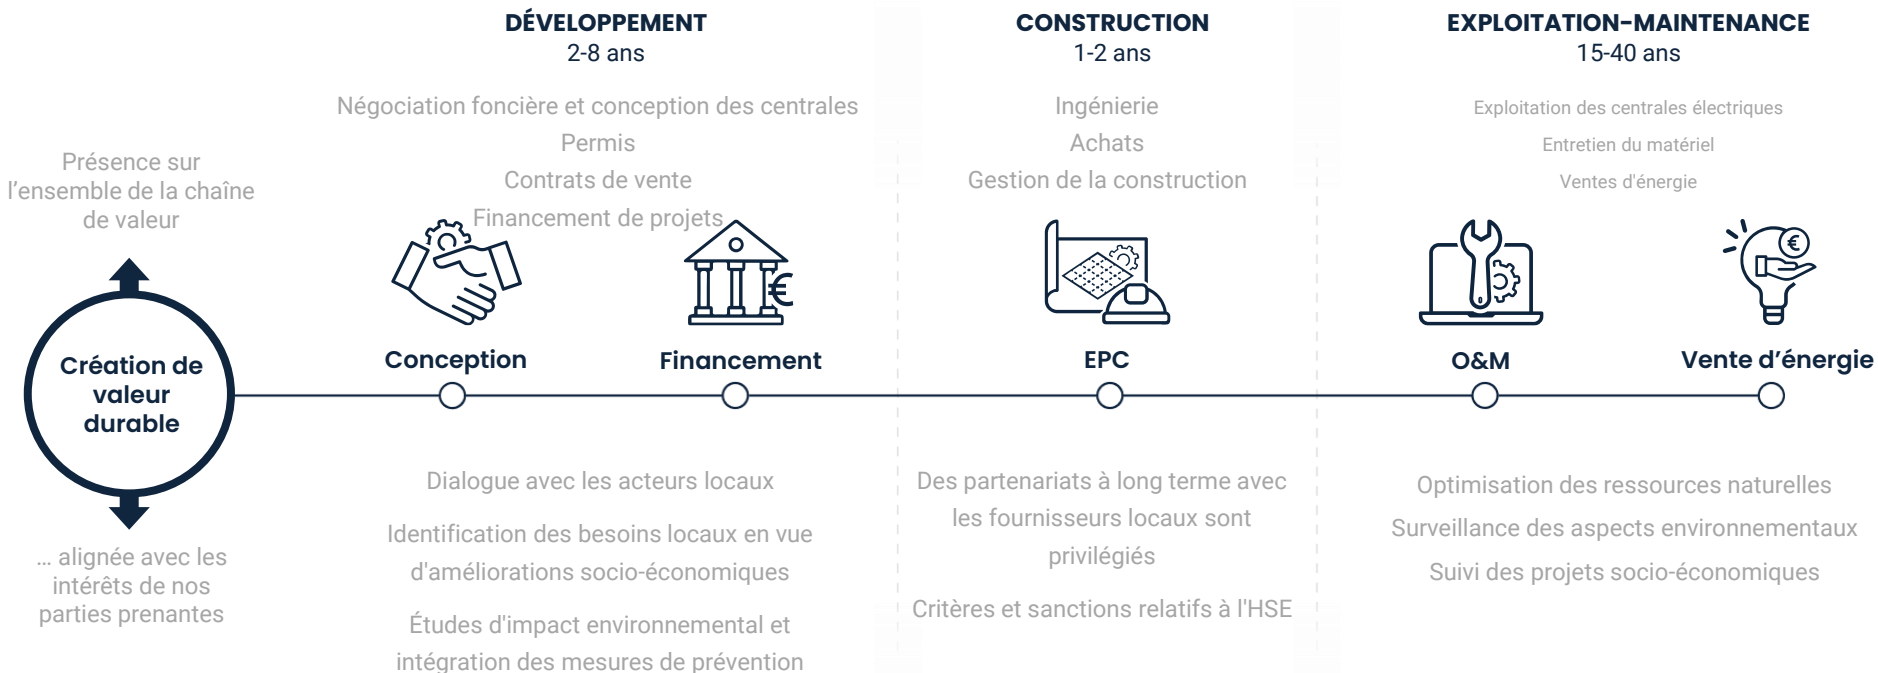 DÉVELOPPEMENT
2-8 ans
Négociation foncière et conception des centrales
Permis
Contrats de vente
Financement de projets
CONSTRUCTION
1-2 ans
Ingénierie
Achats
Gestion de la construction
EXPLOITATION-MAINTENANCE
15-40 ans
Exploitation des centrales électriques
Entretien du matériel
Ventes d'énergie
Présence sur
l’ensemble de la chaîne
de valeur
Création de
valeur
durable
... alignée avec les
intérêts de nos
parties prenantes
€
€
Conception
Financement
EPC
O&M
Vente d’énergie
Dialogue avec les acteurs locaux
Identification des besoins locaux en vue
d'améliorations socio-économiques
Études d'impact environnemental et
intégration des mesures de prévention
Des partenariats à long terme avec
les fournisseurs locaux sont
privilégiés
Critères et sanctions relatifs à l'HSE
Optimisation des ressources naturelles
Surveillance des aspects environnementaux
Suivi des projets socio-économiques